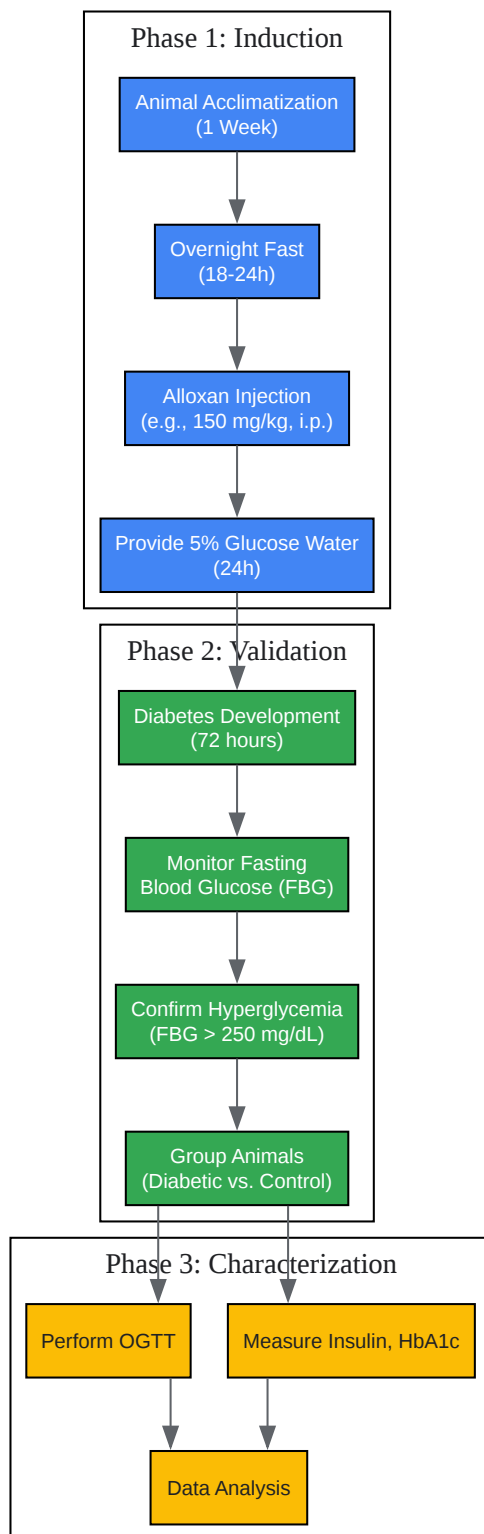 Phase 1: Induction
Animal Acclimatization
(1 Week)
Overnight Fast
(18-24h)
Alloxan Injection
(e.g., 150 mg/kg, i.p.)
Provide 5% Glucose Water
(24h)
Phase 2: Validation
Diabetes Development
(72 hours)
Monitor Fasting
Blood Glucose (FBG)
Confirm Hyperglycemia
(FBG > 250 mg/dL)
Group Animals
(Diabetic vs. Control)
Phase 3: Characterization
Perform OGTT
Measure Insulin, HbA1c
Data Analysis